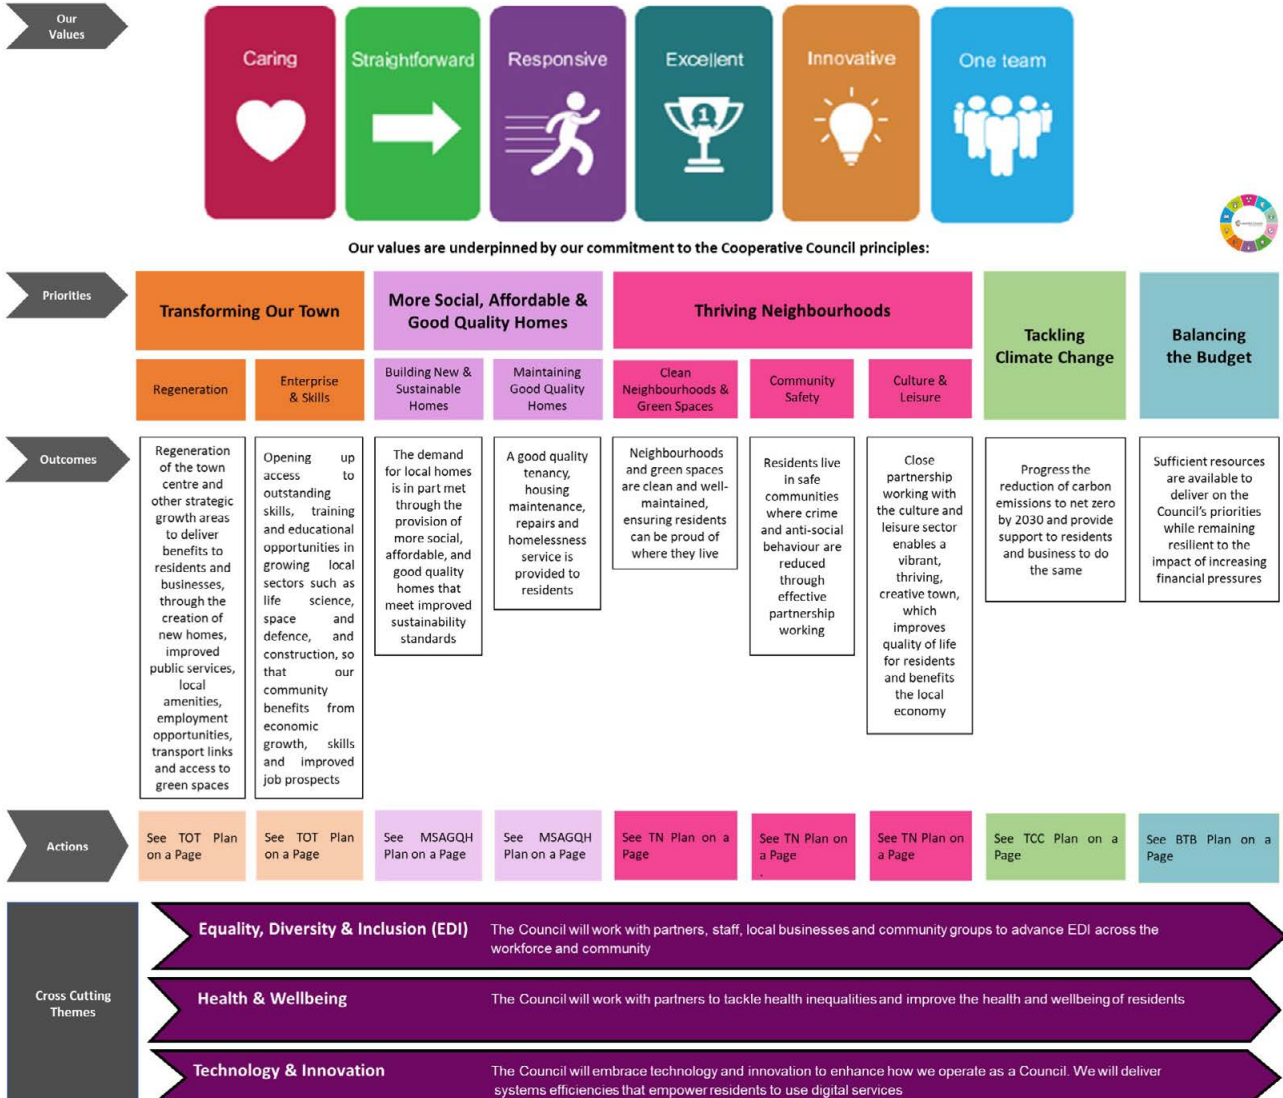 Our
Values
Caring
Straightforward
Responsive
Excellent
1
Innovative
One team
Our values are underpinned by our commitment to the Cooperative Council principles:
Priorities
Transforming Our Town
More Social, Affordable &
Good Quality Homes
Thriving Neighbourhoods
Tackling
Climate Change
Balancing
the Budget
Regeneration
Enterprise
& Skills
Building New &
Sustainable
Homes
Maintaining
Good Quality
Homes
Clean
Neighbourhoods &
Green Spaces
Community
Safety
Culture &
Leisure
Outcomes
Regeneration
of the town
centre and
other strategic
growth areas
to deliver
benefits to
residents and
businesses,
through the
creation of
new homes,
improved
public services,
local
amenities,
employment
opportunities,
transport links
and access to
green spaces
Opening up
access to
outstanding
skills, training
and educational
opportunities in
growing local
sectors such as
life science,
space and
defence, and
construction, so
that our
community
benefits from
economic
growth, skills
and improved
job prospects
The demand
for local homes
is in part met
through the
provision of
more social,
affordable, and
good quality
homes that
meet improved
sustainability
standards
A good quality
tenancy,
housing
maintenance,
repairs and
homelessness
service is
provided to
residents
Neighbourhoods
and green spaces
are clean and well-
maintained,
ensuring residents
can be proud of
where they live
Residents live
in safe
communities
where crime
and anti-social
behaviour are
reduced
through
effective
partnership
working
Close
partnership
working with
the culture and
leisure sector
enables a
vibrant,
thriving,
creative town,
which
improves
quality of life
for residents
and benefits
the local
economy
Progress the
reduction of carbon
emissions to net zero
by 2030 and provide
support to residents
and business to do
the same
Sufficient resources
are available to
deliver on the
Council's priorities
while remaining
resilient to the
impact of increasing
financial pressures
Actions
See TOT Plan
on a Page
See TOT Plan
on a Page
See MSAGQH
Plan on a Page
See MSAGQH
Plan on a Page
See TN Plan on a
Page
See TN Plan on
a Page
.
See TN Plan on
a Page
See TCC Plan on a
Page
See BTB Plan on a
Page
Cross Cutting
Themes
Equality, Diversity & Inclusion (EDI)
The Council will work with partners, staff, local businesses and community groups to advance EDI across the
workforce and community
Health & Wellbeing
The Council will work with partners to tackle health inequalities and improve the health and wellbeing of residents
Technology & Innovation
The Council will embrace technology and innovation to enhance how we operate as a Council. We will deliver
systems efficiencies that empower residents to use digital services